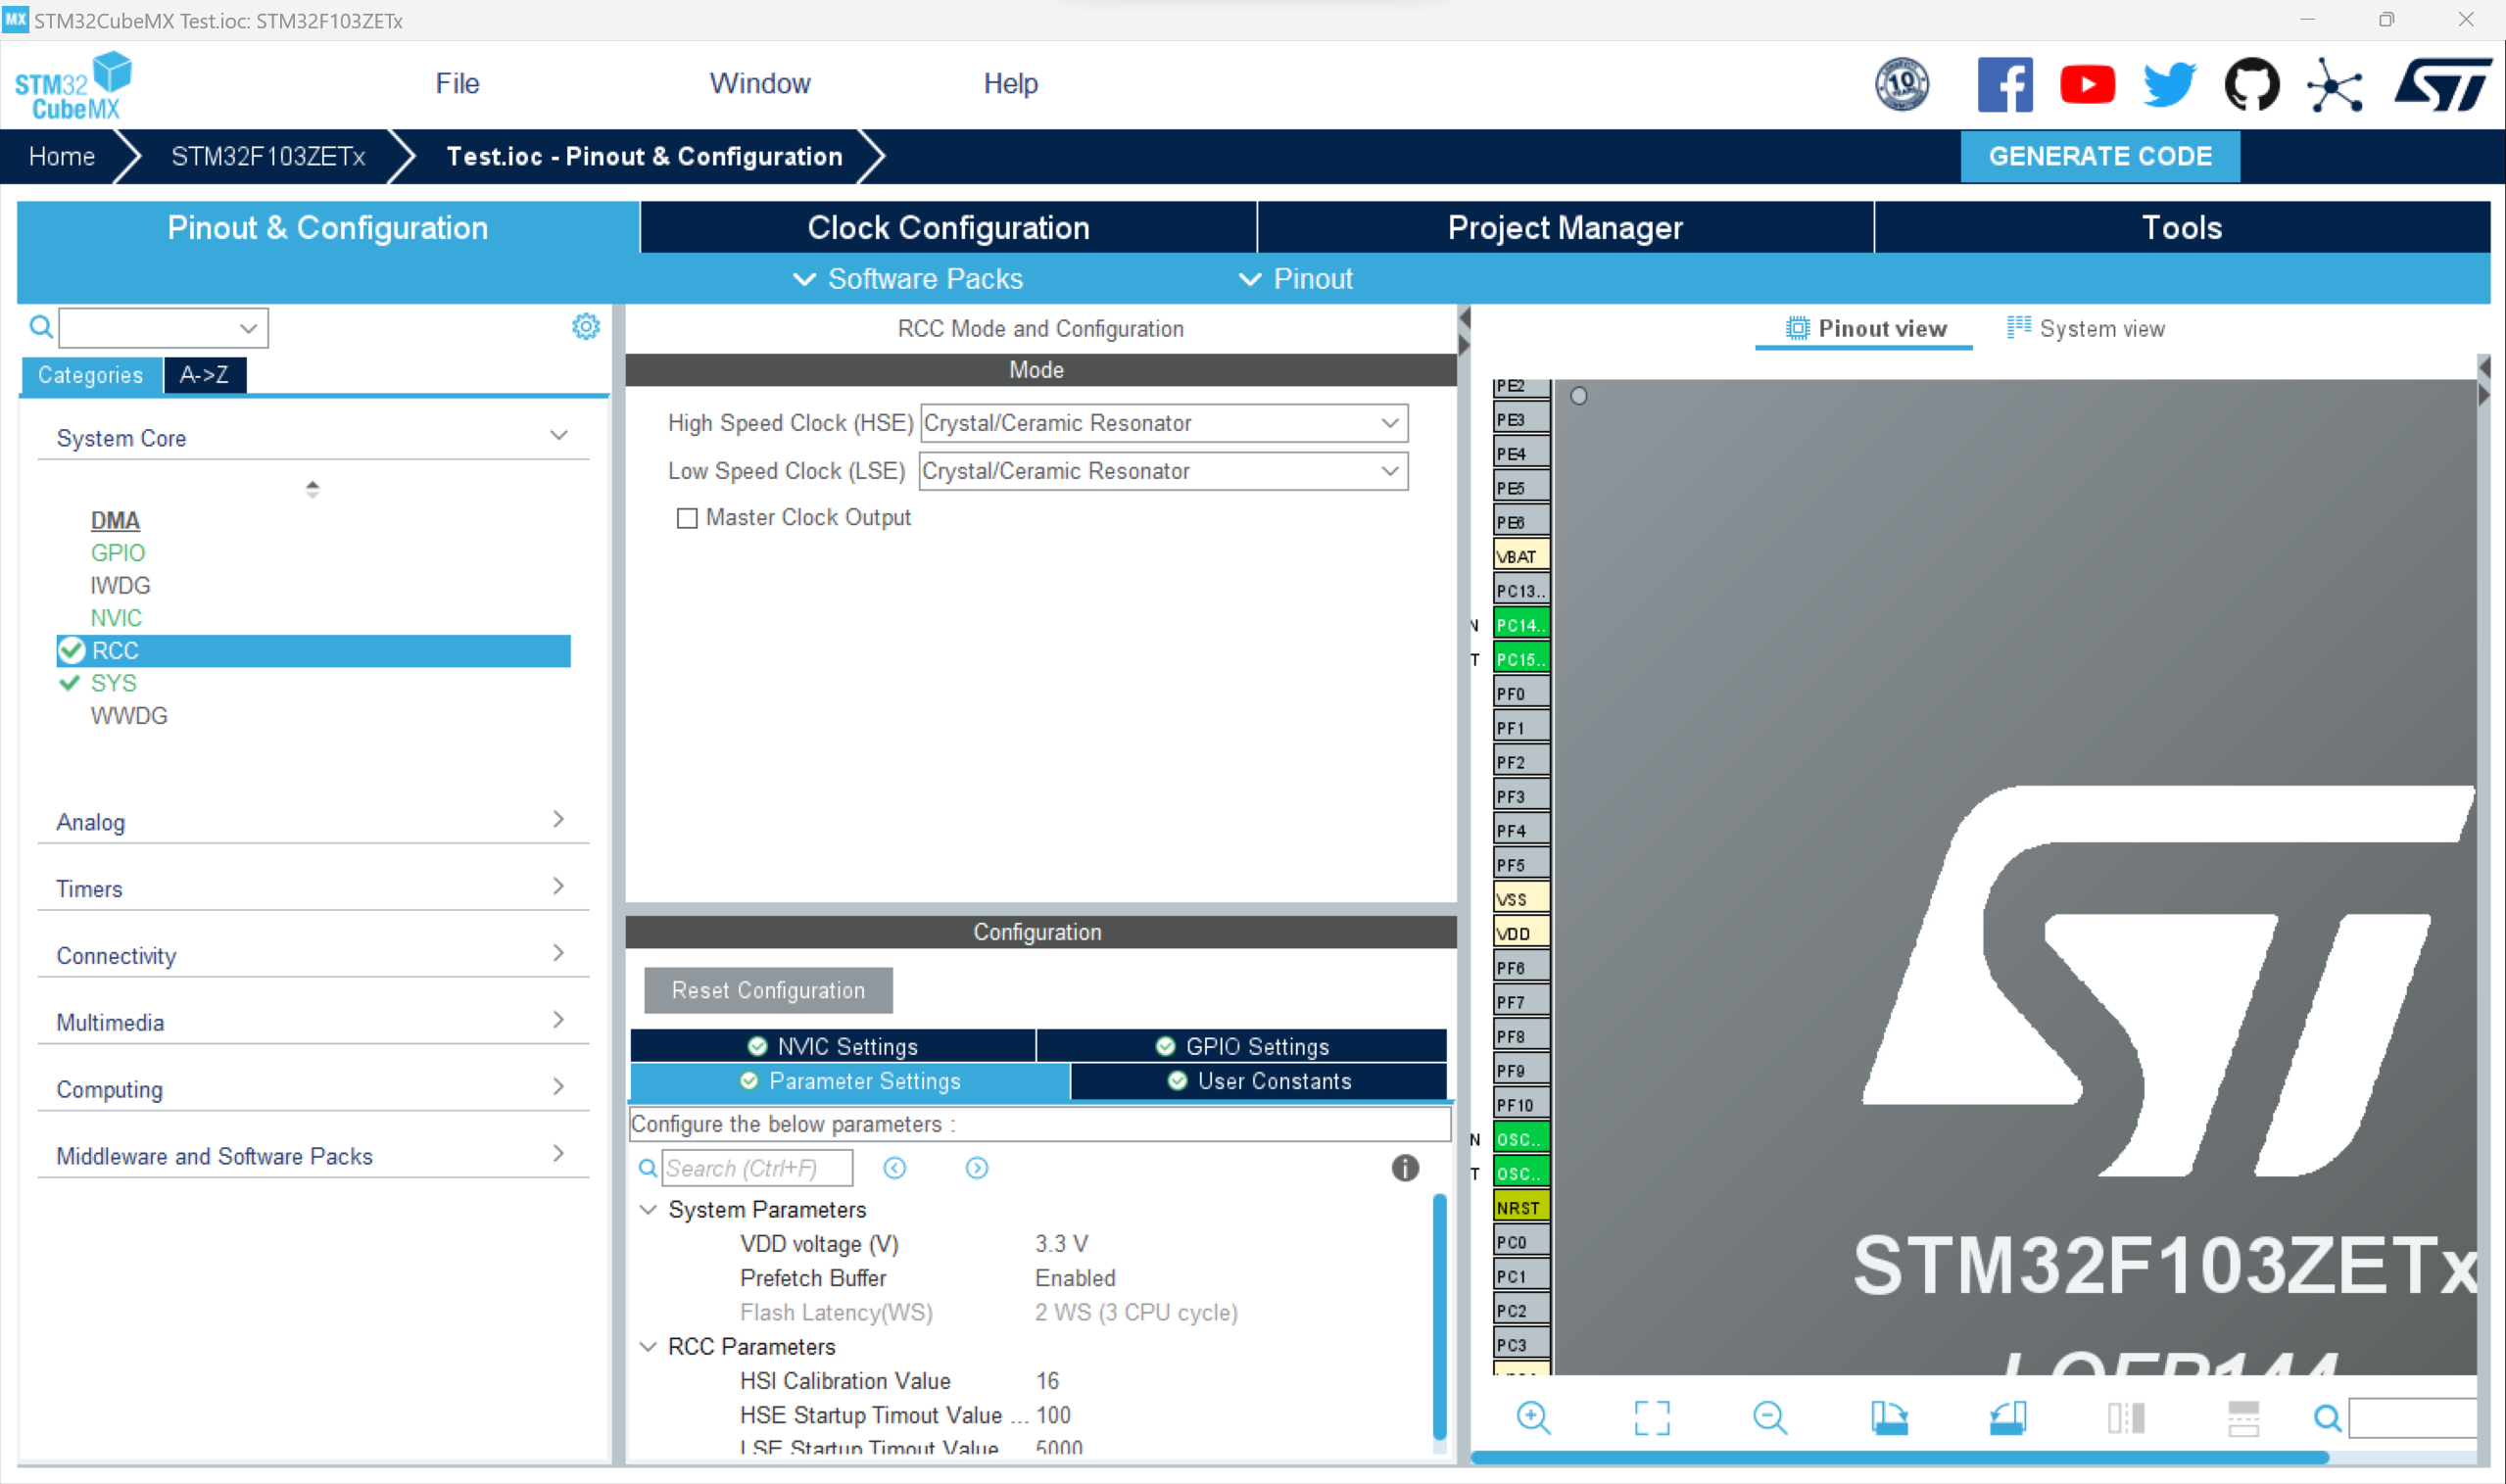 MX STM32CubeMX Test.ioc: STM32F103ZETx
STM32
CubeMX
File
Window
Help
10
Home
STM32F103ZETx
Test.ioc - Pinout & Configuration
GENERATE CODE
Pinout & Configuration
Clock Configuration
Project Manager
Tools
Software Packs
Pinout
Categories
A->Z
System Core
DMA
GPIO
IWDG
NVIC
RCC
SYS
WWDG
Analog
Timers
Connectivity
Multimedia
Computing
Middleware and Software Packs
RCC Mode and Configuration
Mode
High Speed Clock (HSE) Crystal/Ceramic Resonator
Low Speed Clock (LSE) Crystal/Ceramic Resonator
Master Clock Output
Configuration
Reset Configuration
NVIC Settings
GPIO Settings
Parameter Settings
User Constants
Configure the below parameters :
Search (Ctrl+F)
System Parameters
VDD voltage (V) 3.3 V
Prefetch Buffer Enabled
Flash Latency(WS) 2 WS (3 CPU cycle)
RCC Parameters
HSI Calibration Value 16
HSE Startup Timout Value ... 100
LSE Startup Timout Value 5000
Pinout view
System view
PE2
PE3
PE4
PE5
PE6
VBAT
PC13..
N PC14..
T PC15..
PF0
PF1
PF2
PF3
PF4
PF5
VSS
VDD
PF6
PF7
PF8
PF9
PF10
N OSC..
T OSC..
NRST
PC0
PC1
PC2
PC3
ST
STM32F103ZETx
LQFP144